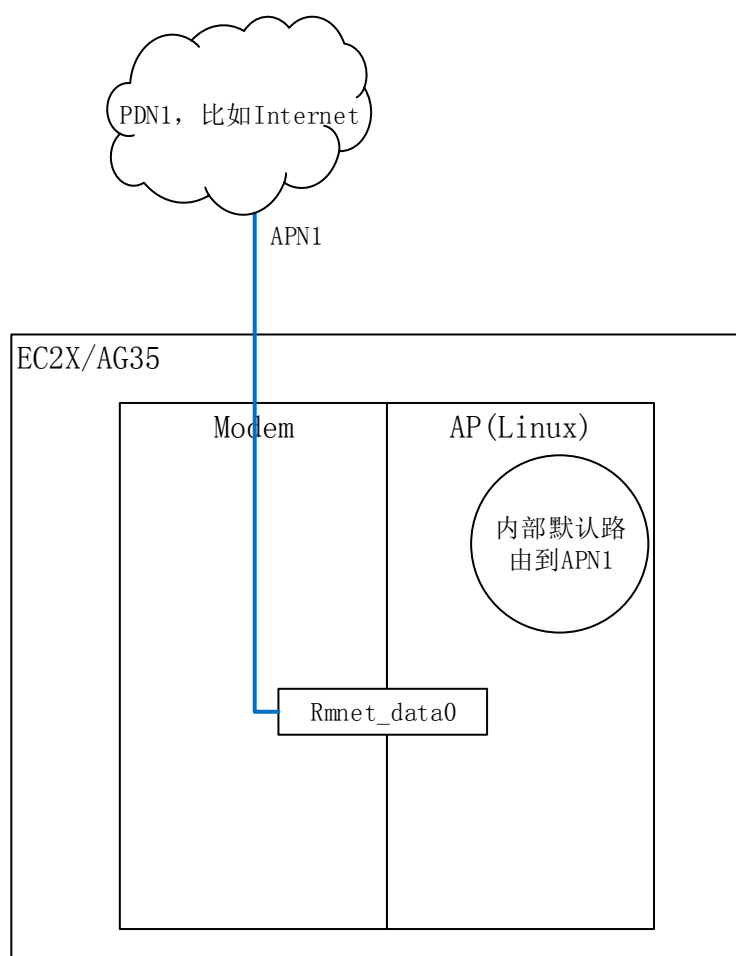 PDN1，比如Internet
APN1
EC2X/AG35
Modem
AP(Linux)
内部默认路
由到APN1
Rmnet_data0